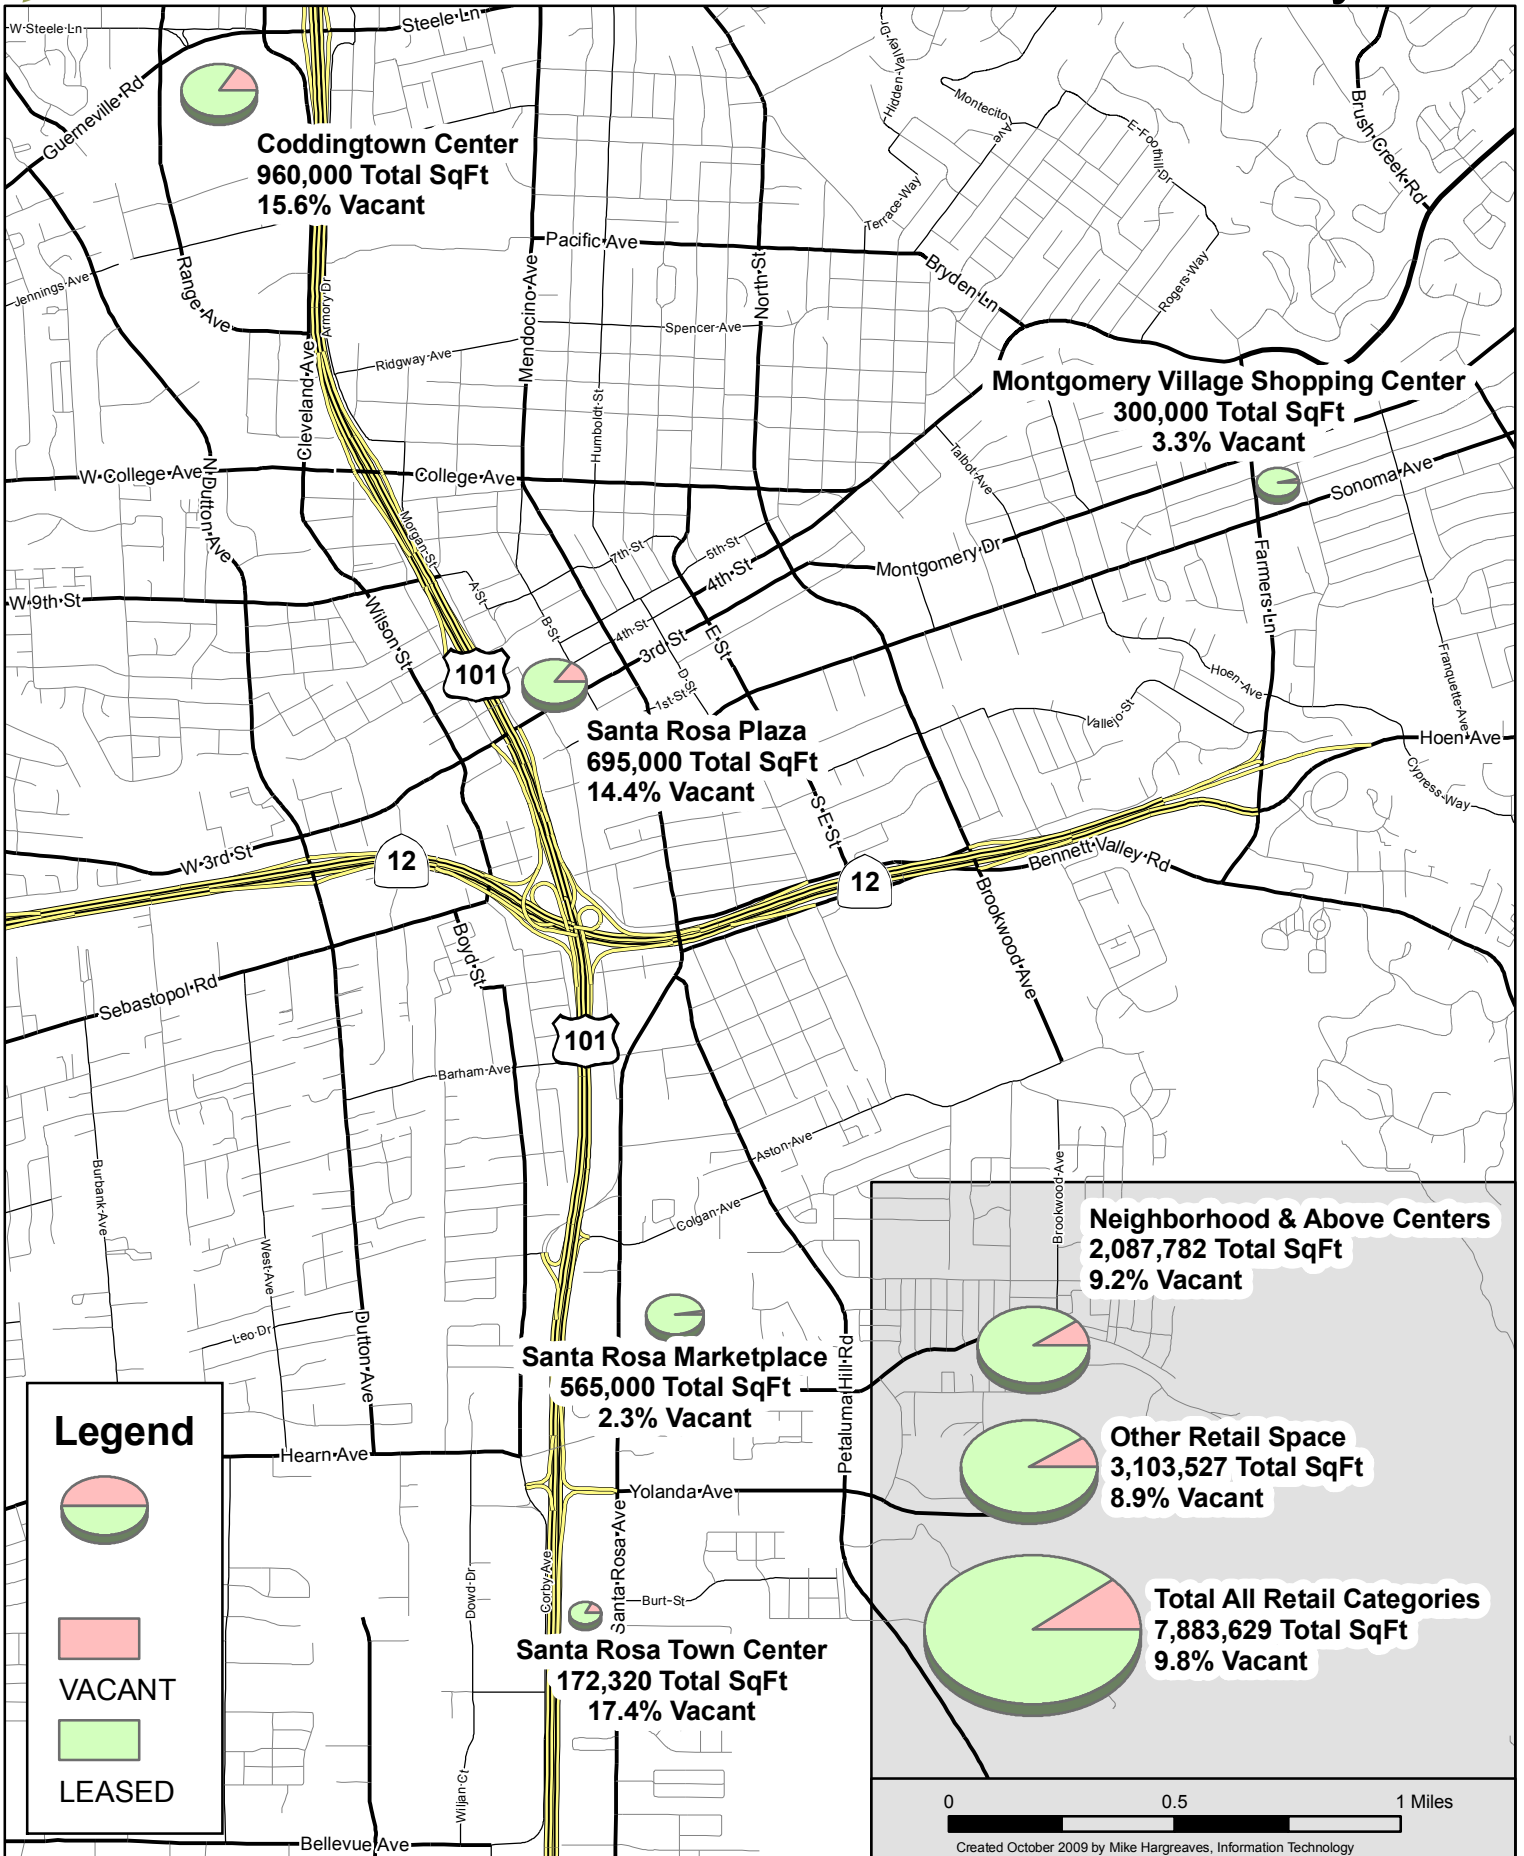 W Steele Ln
Steele Ln
Guerneville Rd
Hidden Valley Dr
Montecito Ave
E Foothill Dr
Brush Creek Rd
Coddingtown Center
960,000 Total SqFt
15.6% Vacant
Terrace Way
Pacific Ave
Bryden Ln
Rogers Way
Jennings Ave
Range Ave
Armory Dr
Mendocino Ave
North St
Spencer Ave
Cleveland Ave
Ridgway Ave
Humboldt St
Montgomery Village Shopping Center
300,000 Total SqFt
3.3% Vacant
W College Ave
College Ave
N Dutton Ave
Talbot Ave
Sonoma Ave
Morgan St
7th St
5th St
4th St
Montgomery Dr
Farmers Ln
W 9th St
Wilson St
A St
B St
4th St
3rd St
E St
D St
1st St
101
Hoen Ave
Franquette Ave
Vallejo St
Hoen Ave
Cypress Way
Santa Rosa Plaza
695,000 Total SqFt
14.4% Vacant
S E St
W 3rd St
12
12
Bennett Valley Rd
Brookwood Ave
Boyd St
Sebastopol Rd
101
Barham Ave
Aston Ave
Burbank Ave
West Ave
Colgan Ave
Brookwood Ave
Neighborhood & Above Centers
2,087,782 Total SqFt
9.2% Vacant
Leo Dr
Dutton Ave
Petaluma Hill Rd
Santa Rosa Marketplace
565,000 Total SqFt
2.3% Vacant
Hearn Ave
Yolanda Ave
Other Retail Space
3,103,527 Total SqFt
8.9% Vacant
Dowd Dr
Corby Ave
Santa Rosa Ave
Burt St
Total All Retail Categories
7,883,629 Total SqFt
9.8% Vacant
Santa Rosa Town Center
172,320 Total SqFt
17.4% Vacant
Wiljan Ct
Bellevue Ave
Legend
VACANT
LEASED
0 0.5 1 Miles
Created October 2009 by Mike Hargreaves, Information Technology